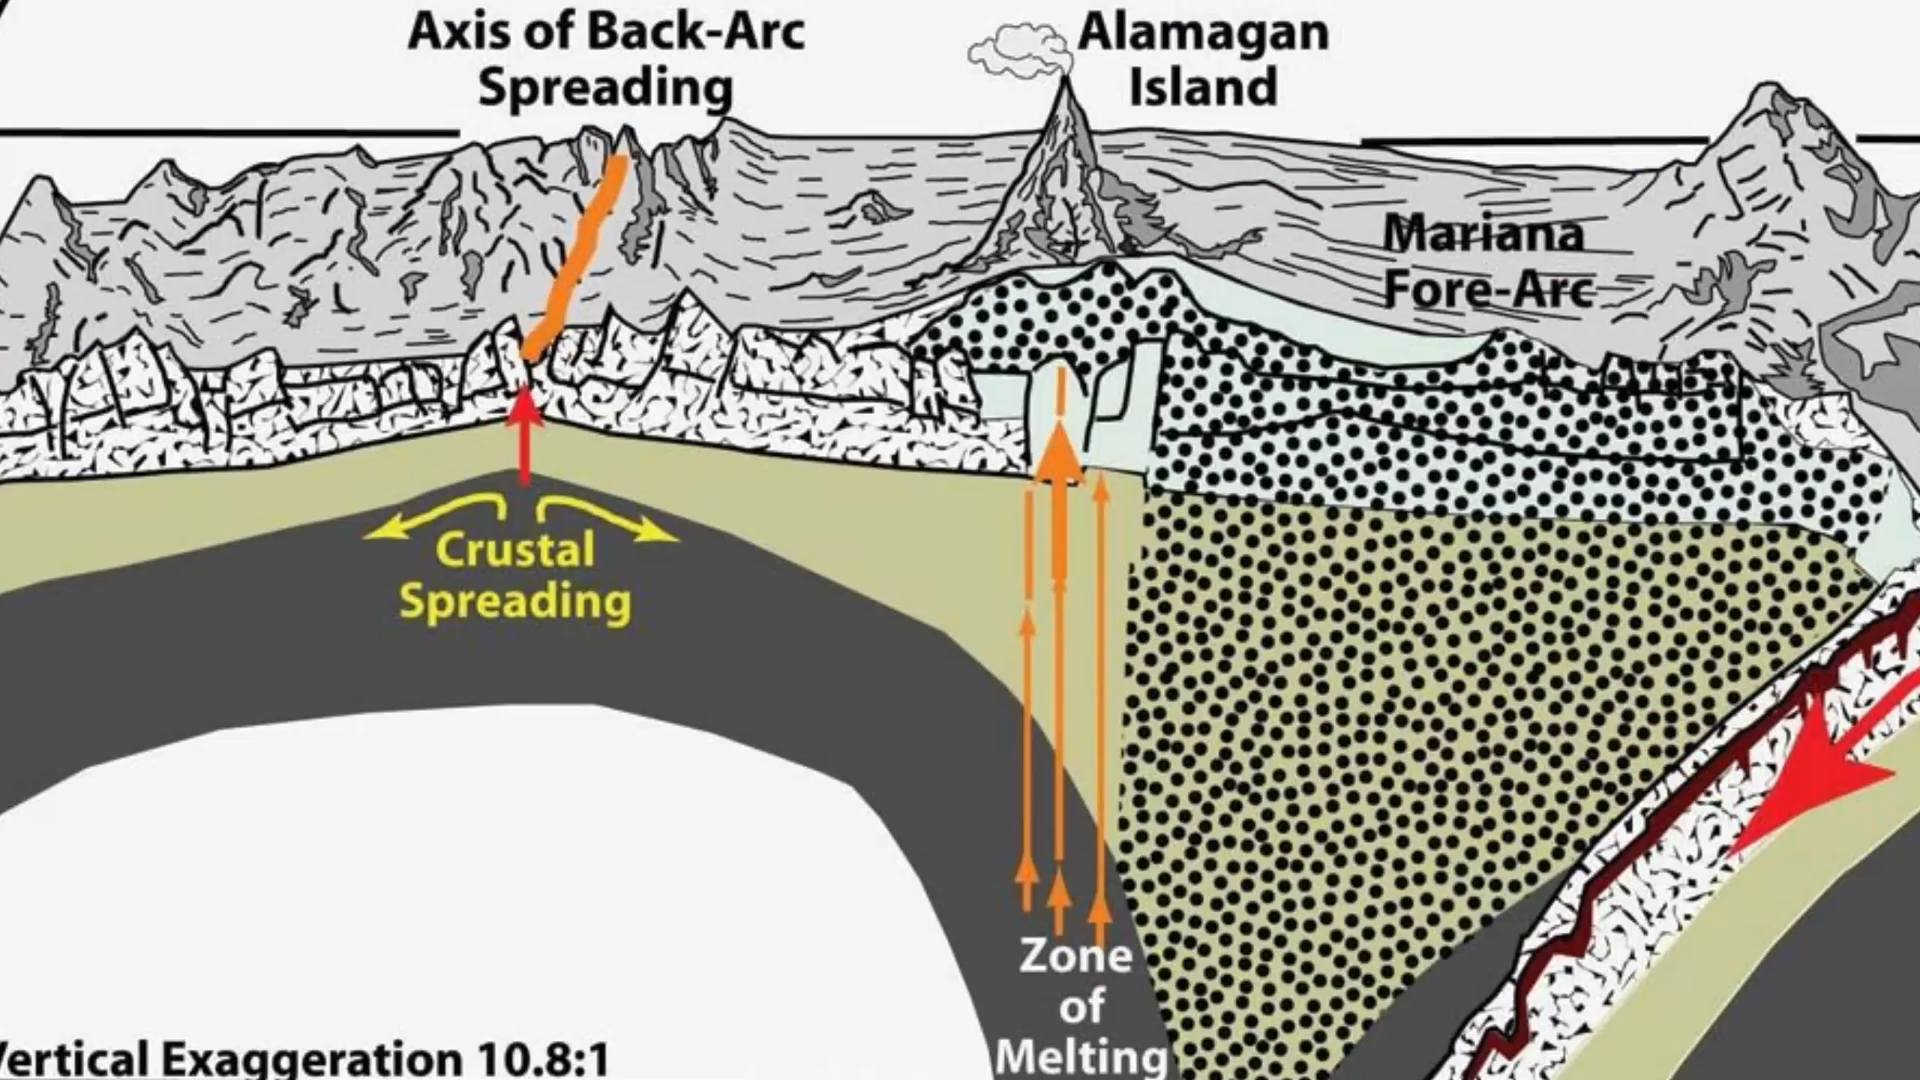 Axis of Back-Arc
Spreading
Alamagan
Island
Mariana
Fore-Arc
Crustal
Spreading
Zone
of
Melting
Vertical Exaggeration 10.8:1